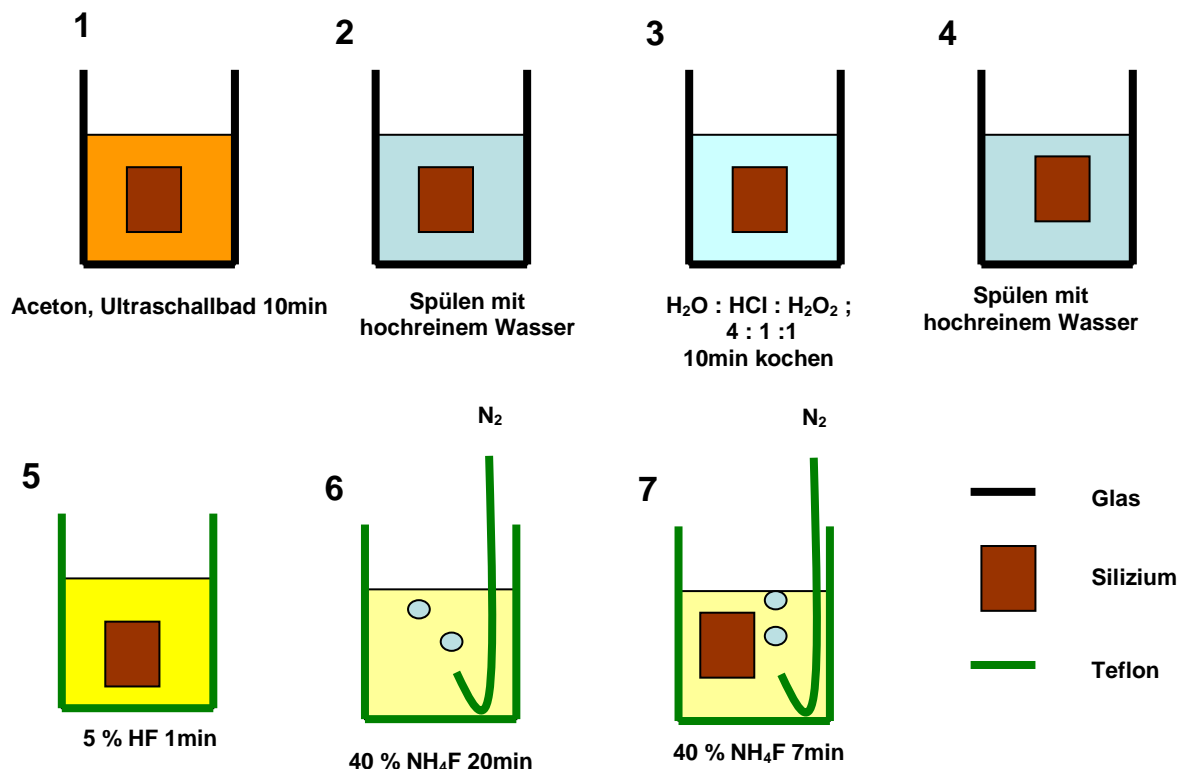 1
2
3
4
Aceton, Ultraschallbad 10min
Spülen mit
hochreinem Wasser
H₂O : HCl : H₂O₂ ;
4 : 1 :1
10min kochen
Spülen mit
hochreinem Wasser
5
6
7
N₂
N₂
5 % HF 1min
40 % NH₄F 20min
40 % NH₄F 7min
Glas
Silizium
Teflon